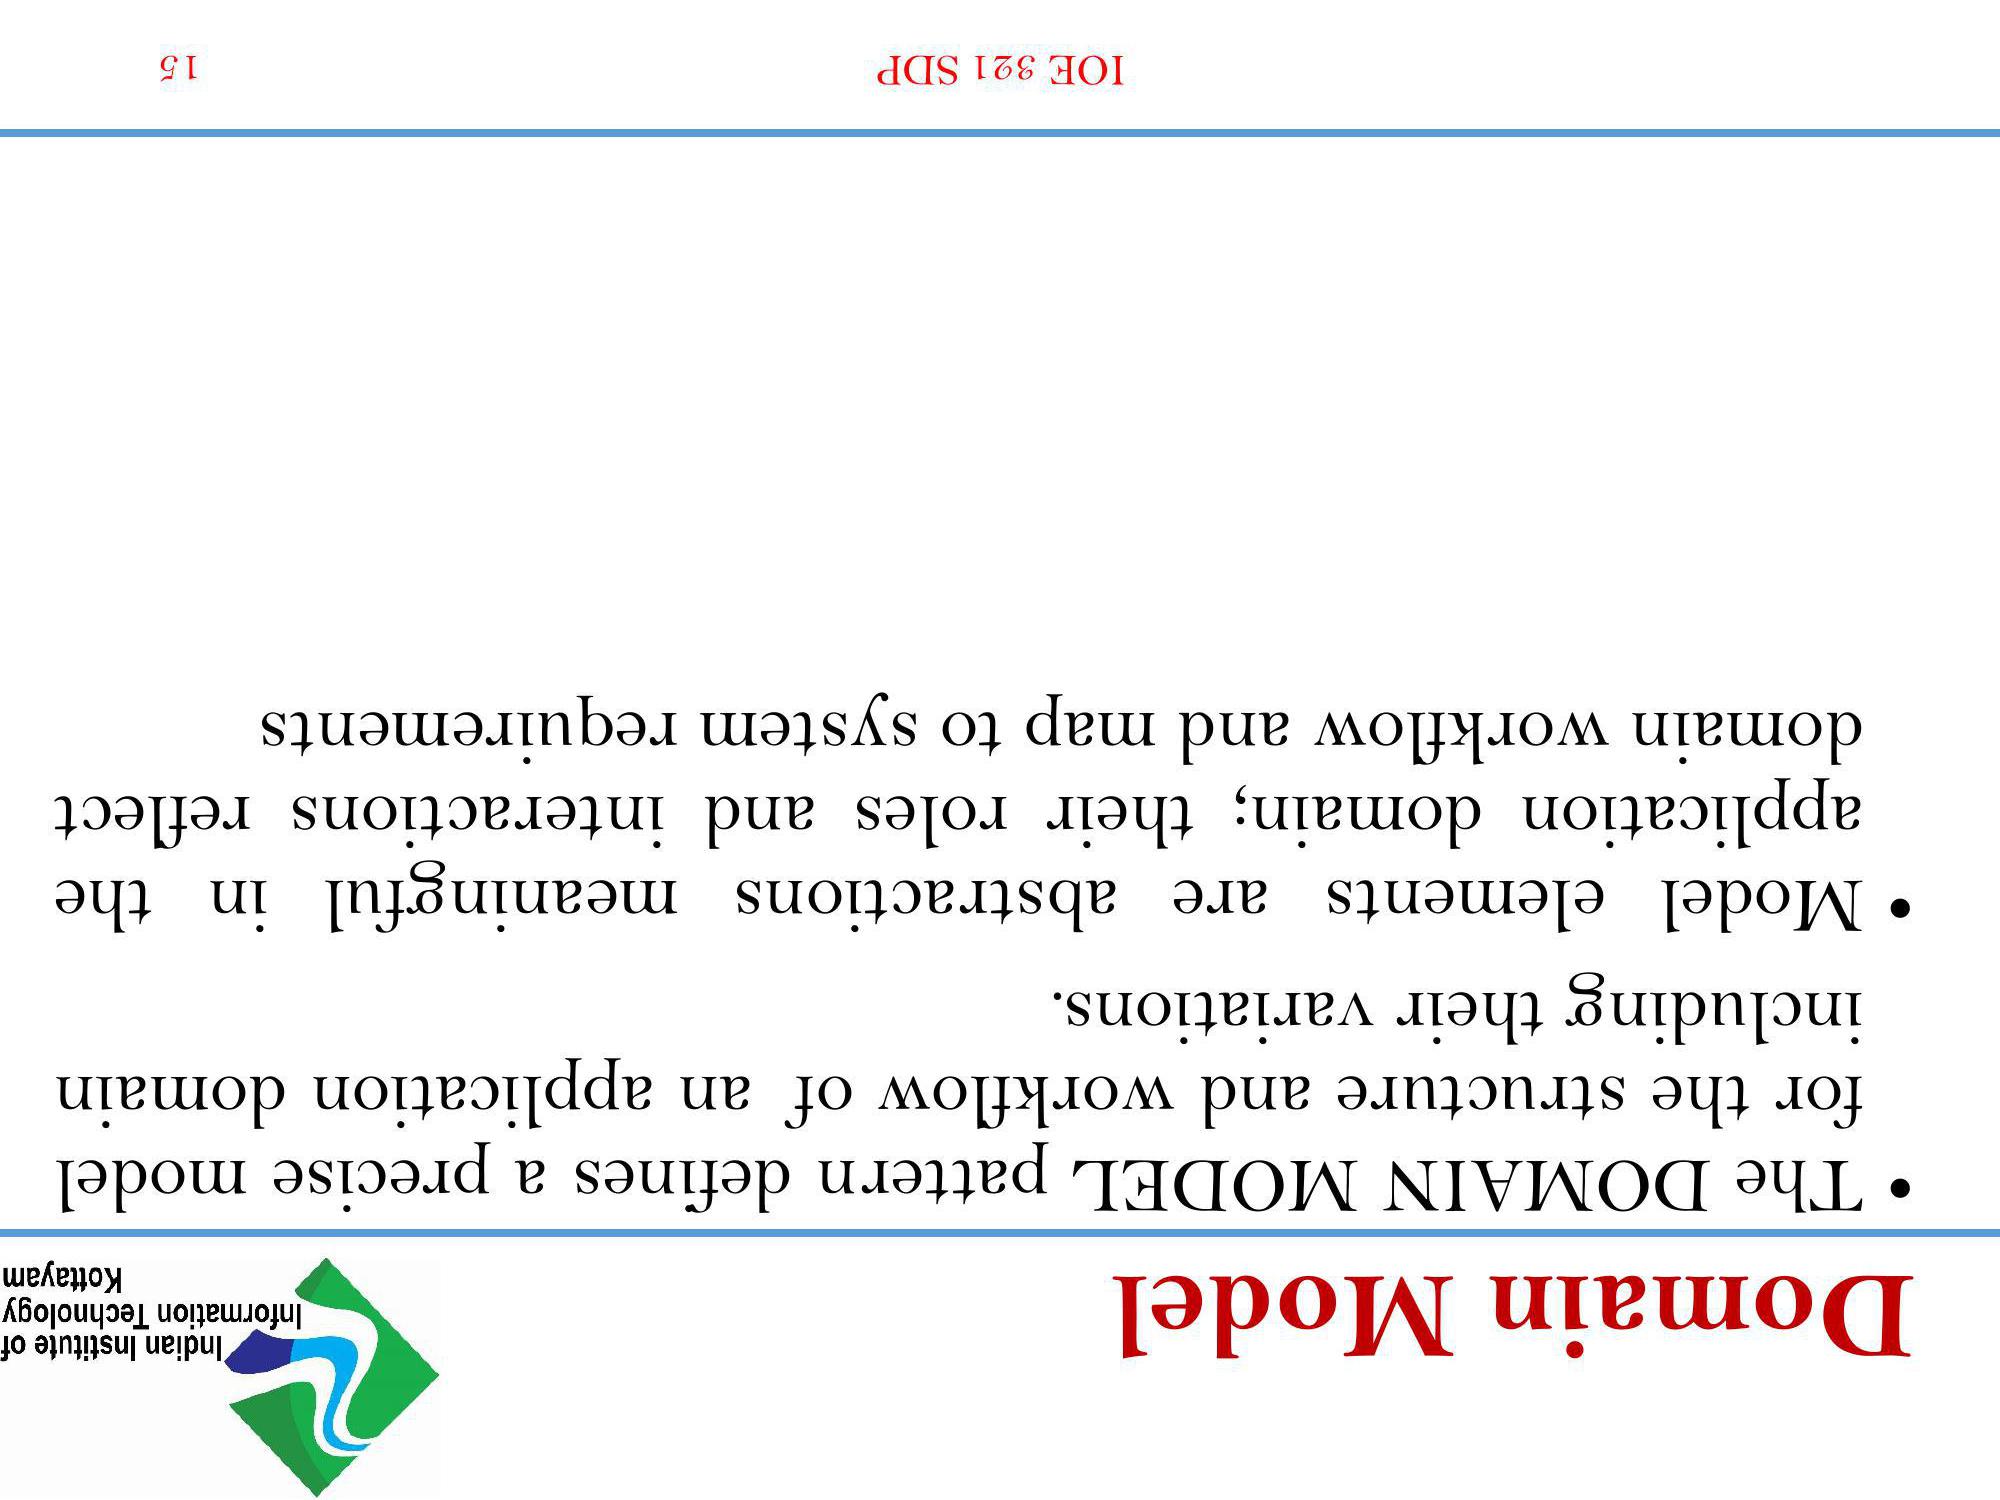 Domain Model
Indian Institute of
Information Technology
Kottayam
• The DOMAIN MODEL pattern defines a precise model
for the structure and workflow of an application domain
including their variations.
• Model elements are abstractions meaningful in the
application domain; their roles and interactions reflect
domain workflow and map to system requirements
IOE 321 SDP
15